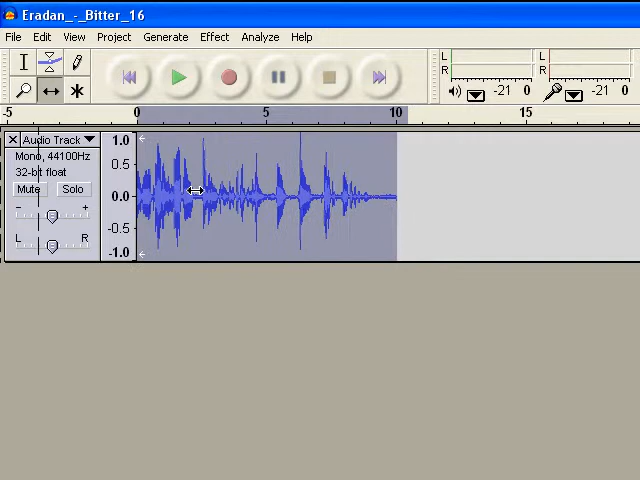 Eradan_-_Bitter_16
File Edit View Project Generate Effect Analyze Help
L
R
-21 0
L
R
-21 0
-5 0 5 10 15
Audio Track
Mono, 44100Hz
32-bit float
Mute Solo
- +
L R
1.0
0.5
0.0
-0.5
-1.0